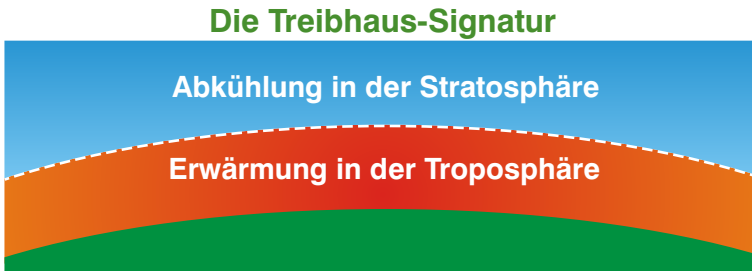 Die Treibhaus-Signatur
Abkühlung in der Stratosphäre
Erwärmung in der Troposphäre